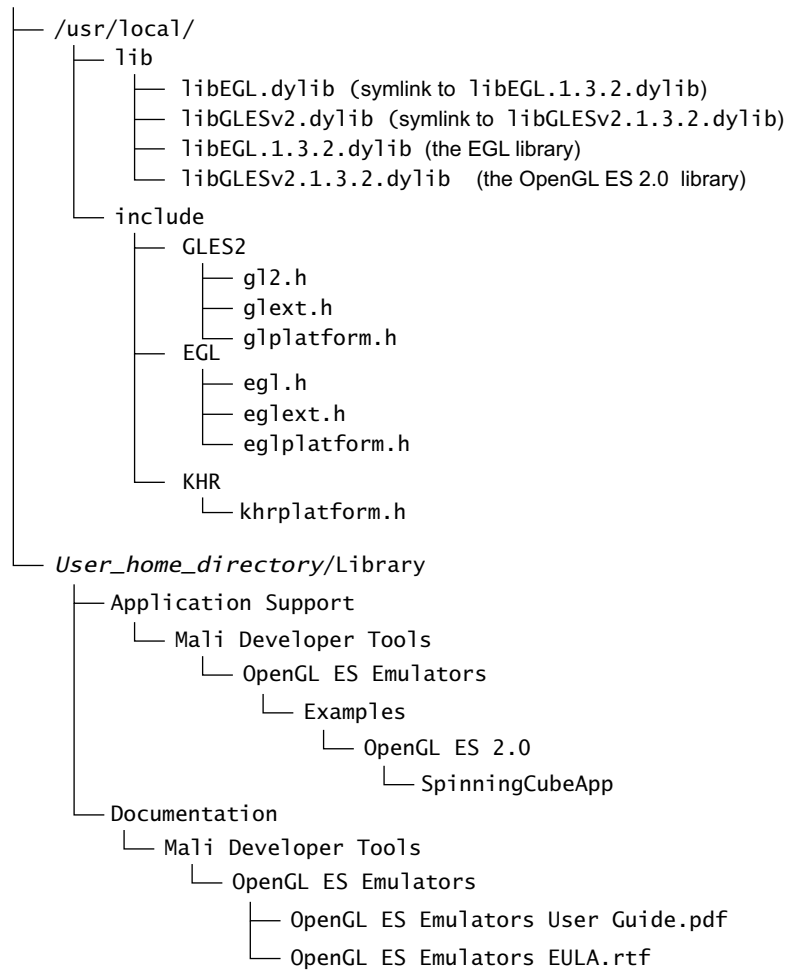 /usr/local/
lib
libEGL.dylib (symlink to libEGL.1.3.2.dylib)
libGLESv2.dylib (symlink to libGLESv2.1.3.2.dylib)
libEGL.1.3.2.dylib (the EGL library)
libGLESv2.1.3.2.dylib (the OpenGL ES 2.0 library)
include
GLES2
gl2.h
glext.h
glplatform.h
EGL
egl.h
eglext.h
eglplatform.h
KHR
khrplatform.h
User_home_directory/Library
Application Support
Mali Developer Tools
OpenGL ES Emulators
Examples
OpenGL ES 2.0
SpinningCubeApp
Documentation
Mali Developer Tools
OpenGL ES Emulators
OpenGL ES Emulators User Guide.pdf
OpenGL ES Emulators EULA.rtf